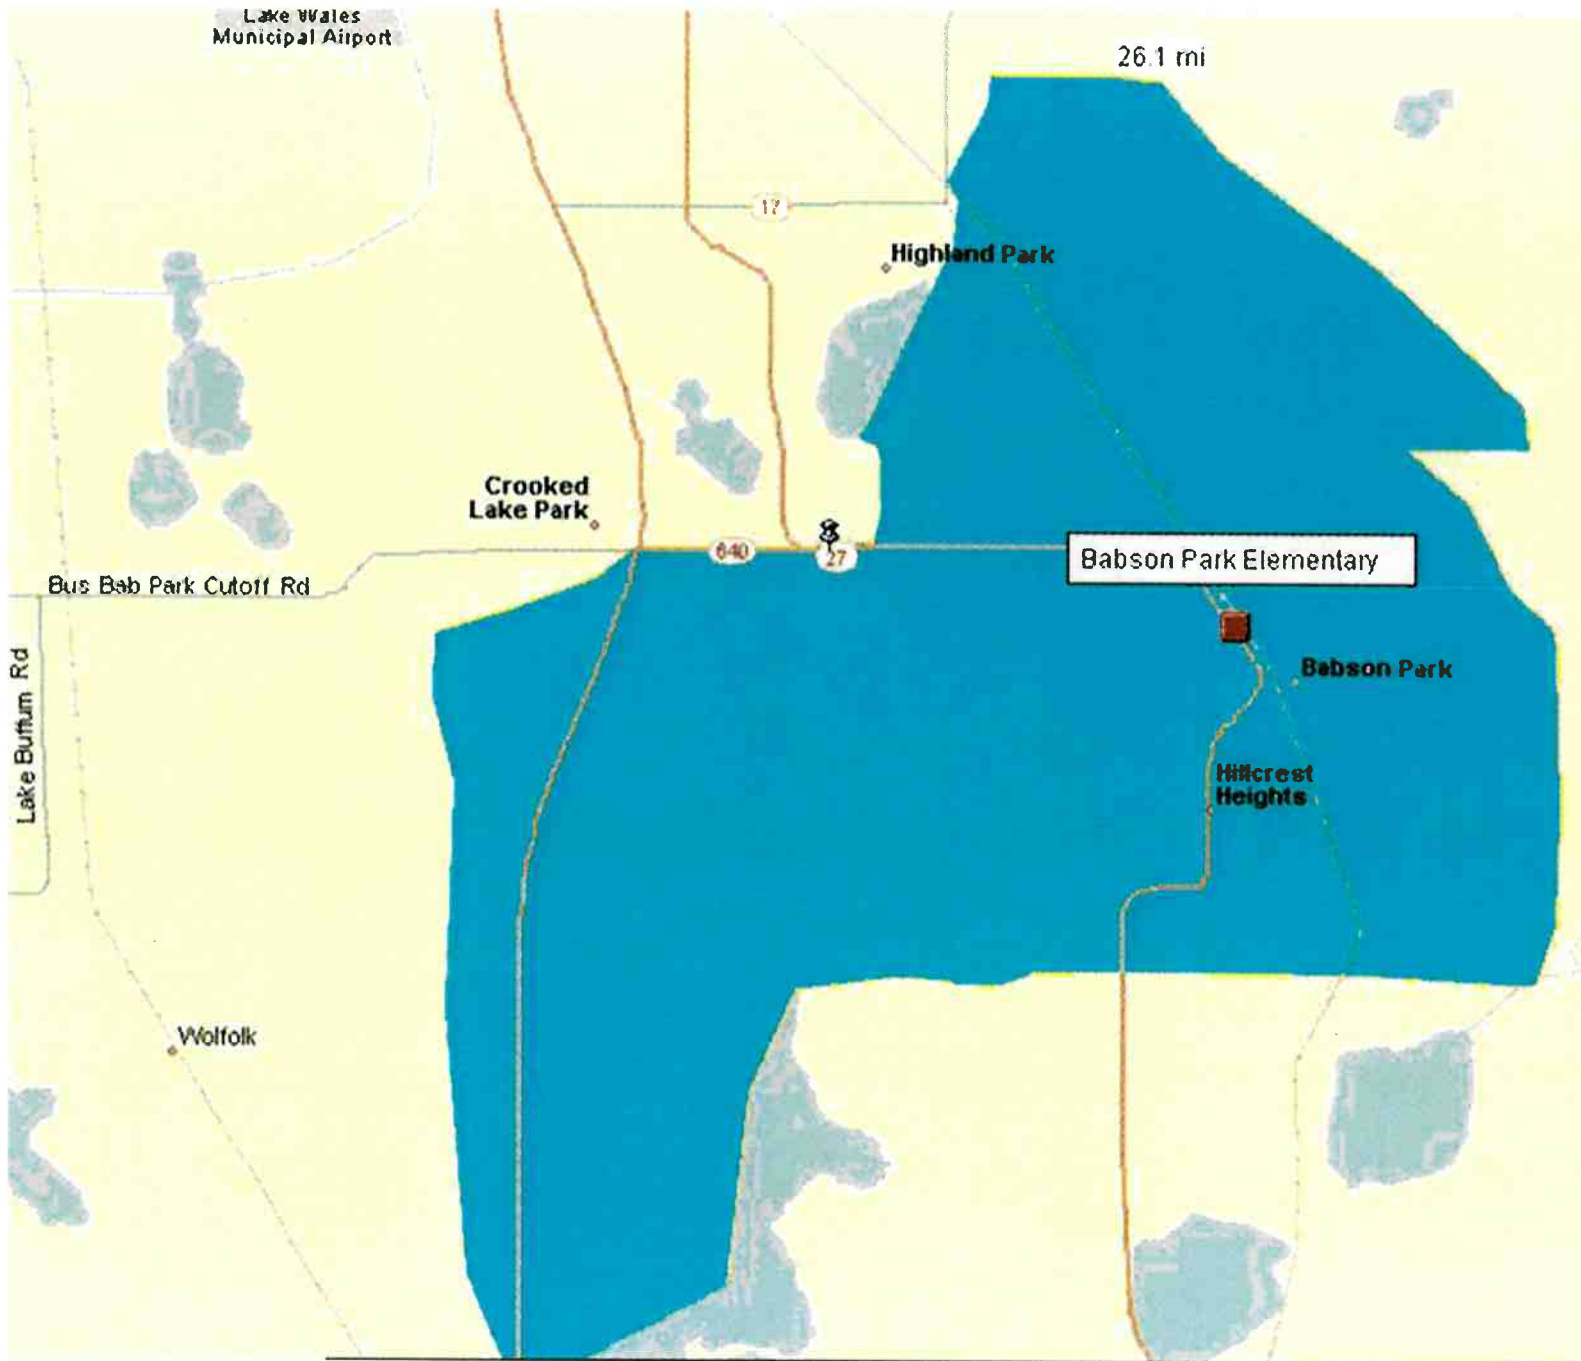 Lake Wales
Municipal Airport
26.1 mi
17
Highland Park
Crooked
Lake Park
640
27
Babson Park Elementary
Bus Bab Park Cutoff Rd
Lake Buffum Rd
Babson Park
Hillcrest
Heights
Wolfolk